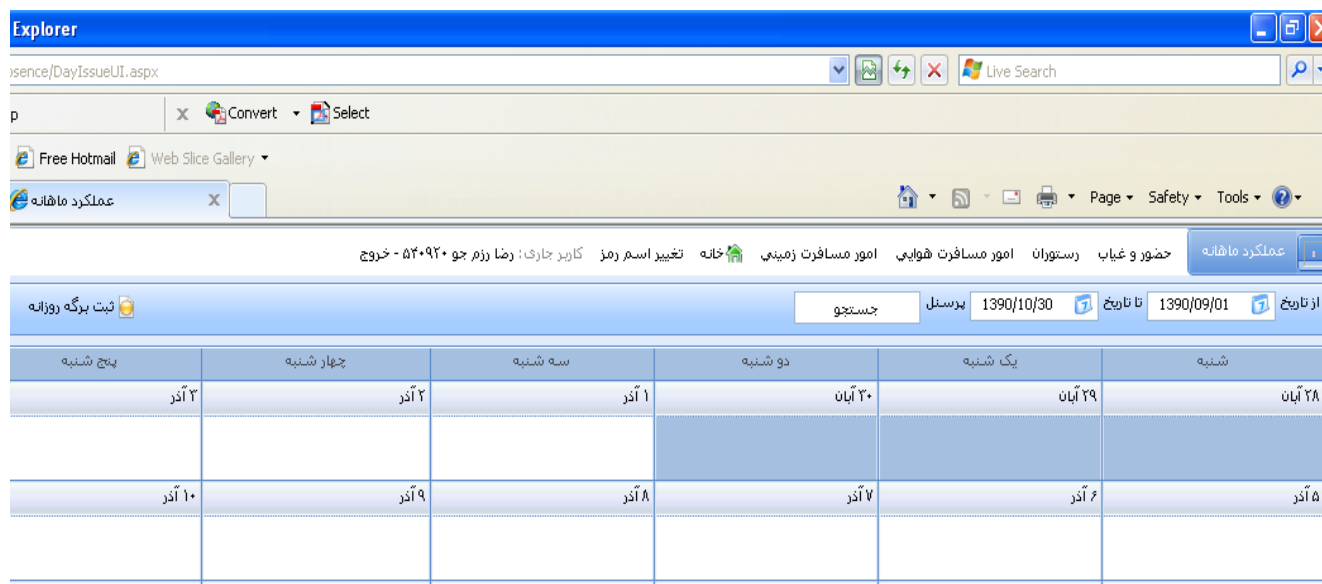 Explorer
osence/DayIssueUI.aspx
Live Search
p
x Convert Select
Free Hotmail Web Slice Gallery
عملکرد ماهانه x
Page Safety Tools
عملکرد ماهانه حضور و غیاب رستوران امور مسافرت هوایی امور مسافرت زمینی خانه تغییر اسم رمز کاربر جاری: رضا رزم جو ۵۴۰۹۲۰ - خروج
از تاریخ 1390/09/01 تا تاریخ 1390/10/30 پرسنل جستجو ثبت برگه روزانه
شنبه یک شنبه دو شنبه سه شنبه چهار شنبه پنج شنبه
۲۸ آبان ۲۹ آبان ۳۰ آبان ۱ آذر ۲ آذر ۳ آذر
۵ آذر ۶ آذر ۷ آذر ۸ آذر ۹ آذر ۱۰ آذر